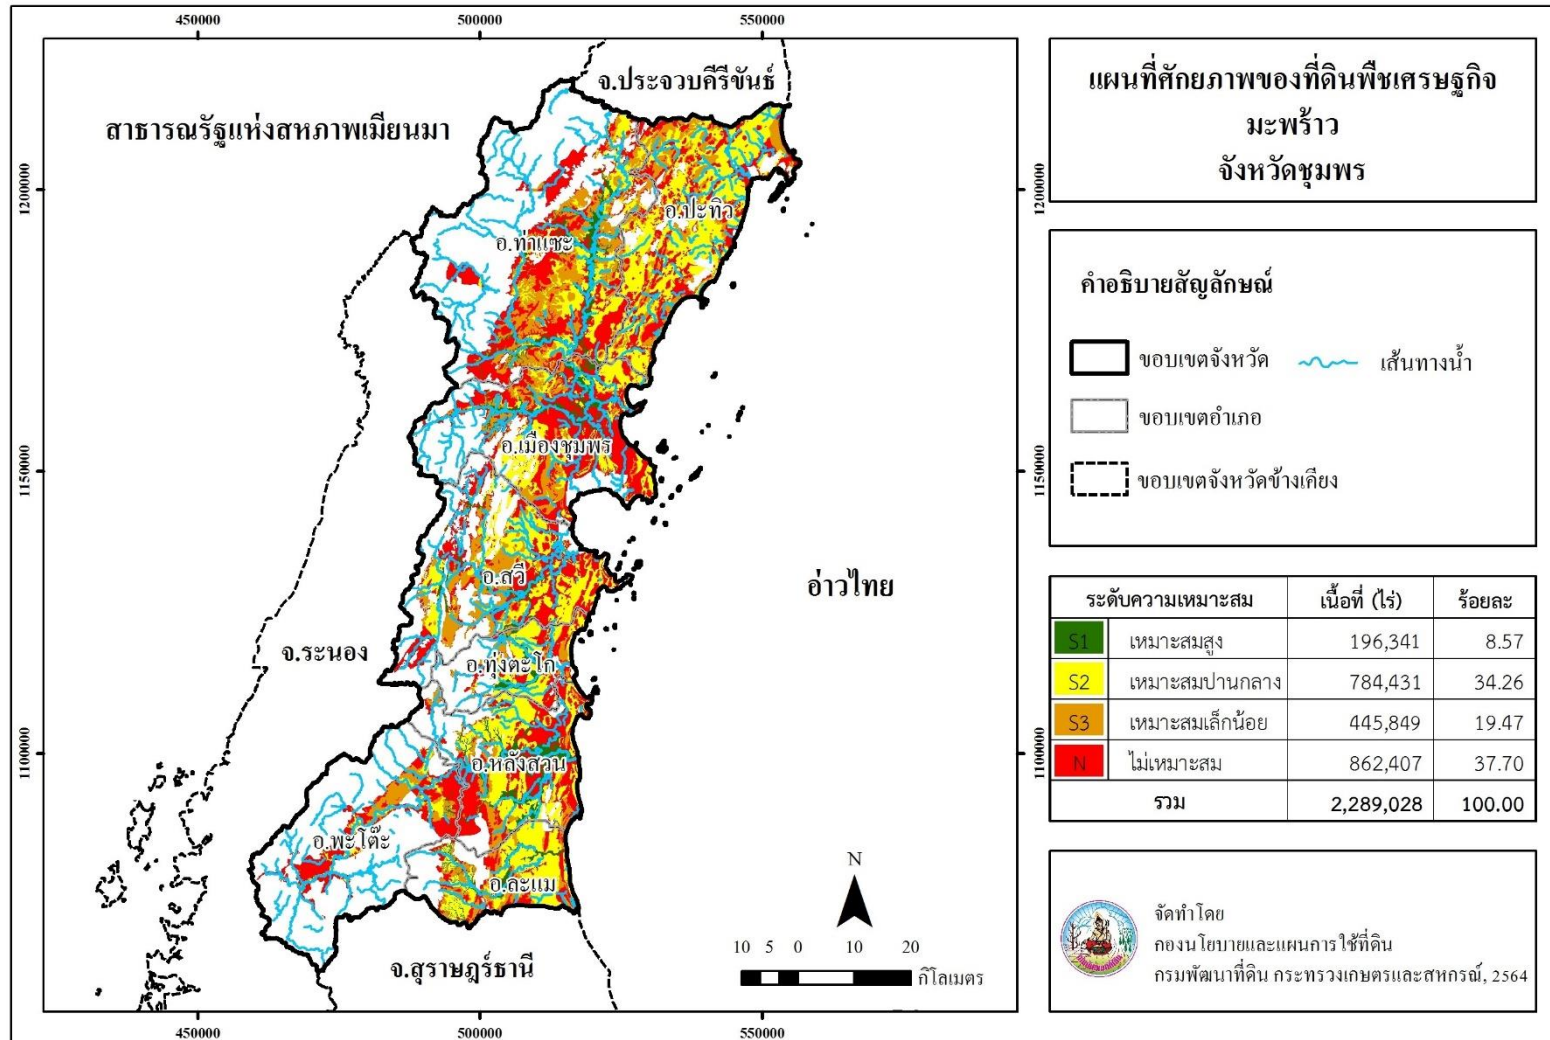 450000
500000
550000
จ.ประจวบคีรีขันธ์
สาธารณรัฐแห่งสหภาพเมียนมา
1200000
1200000
อ.ปะทิว
อ.ท่าแซะ
อ.เมืองชุมพร
1150000
1150000
อ.สวี
อ่าวไทย
จ.ระนอง
อ.ทุ่งตะโก
1100000
1100000
อ.หลังสวน
อ.พะโต๊ะ
อ.ละแม
จ.สุราษฎร์ธานี
N
10 5 0 10 20
กิโลเมตร
450000
500000
550000
แผนที่ศักยภาพของที่ดินพืชเศรษฐกิจ
มะพร้าว
จังหวัดชุมพร
คำอธิบายสัญลักษณ์
ขอบเขตจังหวัด เส้นทางน้ำ
ขอบเขตอำเภอ
ขอบเขตจังหวัดข้างเคียง
ระดับความเหมาะสม เนื้อที่ (ไร่) ร้อยละ
S1 เหมาะสมสูง 196,341 8.57
S2 เหมาะสมปานกลาง 784,431 34.26
S3 เหมาะสมเล็กน้อย 445,849 19.47
N ไม่เหมาะสม 862,407 37.70
รวม 2,289,028 100.00
จัดทำโดย
กองนโยบายและแผนการใช้ที่ดิน
กรมพัฒนาที่ดิน กระทรวงเกษตรและสหกรณ์, 2564